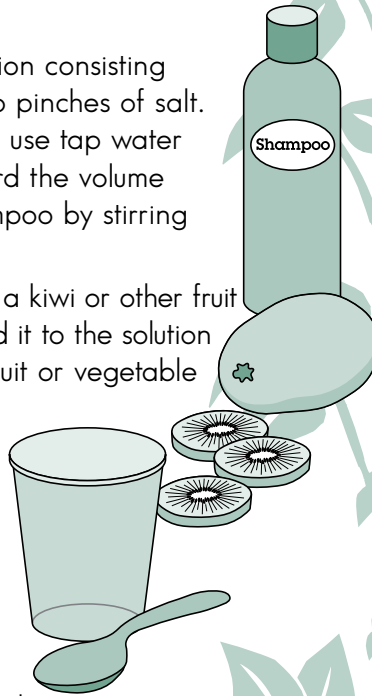 ion consisting
pinches of salt.
use tap water
rd the volume
mpoo by stirring
Shampoo
a kiwi or other fruit
d it to the solution
uit or vegetable